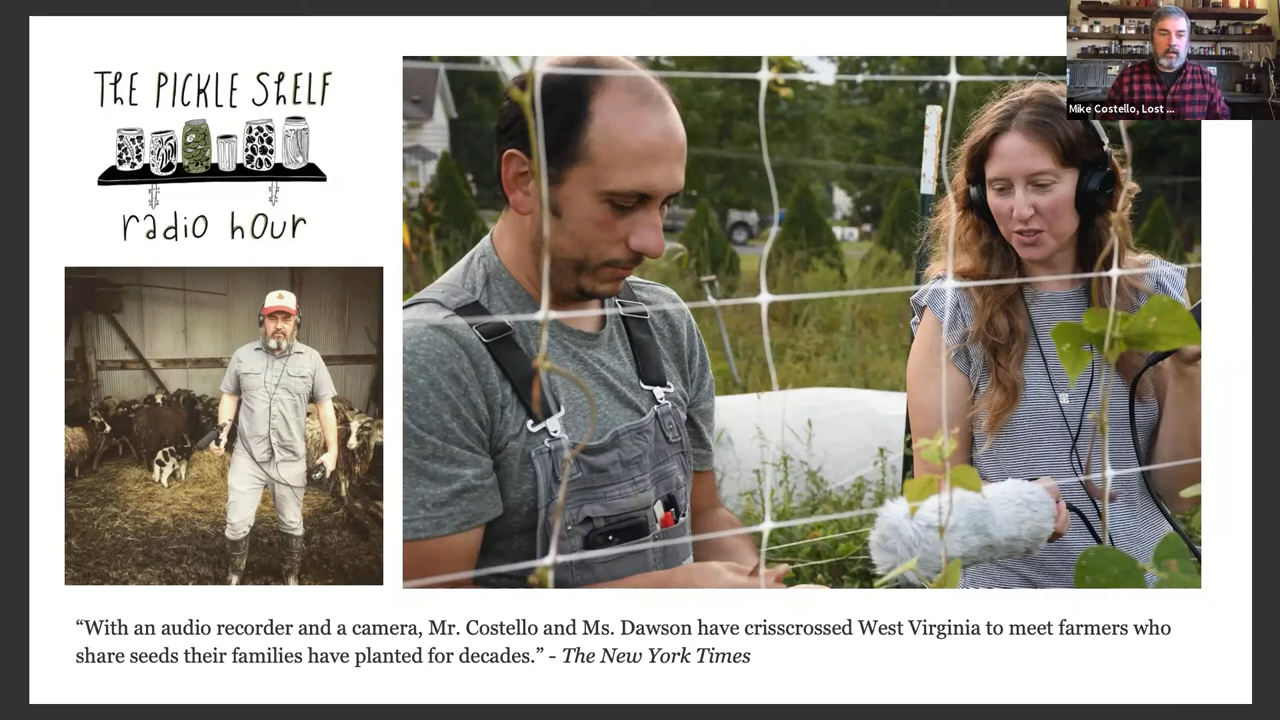 THE PICKLE SHELF
radio hour
Mike Costello, Lost ...
“With an audio recorder and a camera, Mr. Costello and Ms. Dawson have crisscrossed West Virginia to meet farmers who
share seeds their families have planted for decades.” - The New York Times